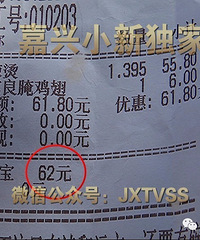 县:010203
嘉兴小新独家
烫 1.395 55.80
良腌鸡翅 1 6.00
额: 61.80元 优惠: 61.80
: 0.00元
: 0.00元
宝 62元
微信公众号: JXTVSS